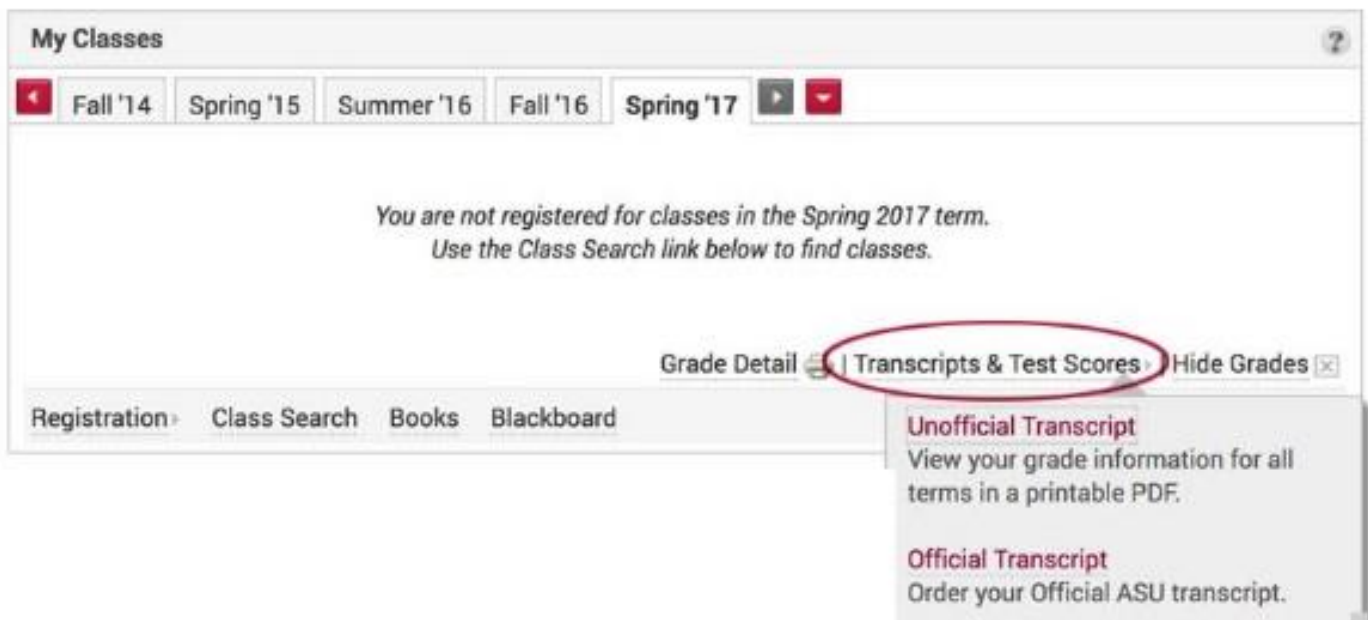 My Classes ?
Fall '14 Spring '15 Summer '16 Fall '16 Spring '17
You are not registered for classes in the Spring 2017 term.
Use the Class Search link below to find classes.
Grade Detail | Transcripts & Test Scores | Hide Grades
Registration Class Search Books Blackboard
Unofficial Transcript
View your grade information for all
terms in a printable PDF.
Official Transcript
Order your Official ASU transcript.